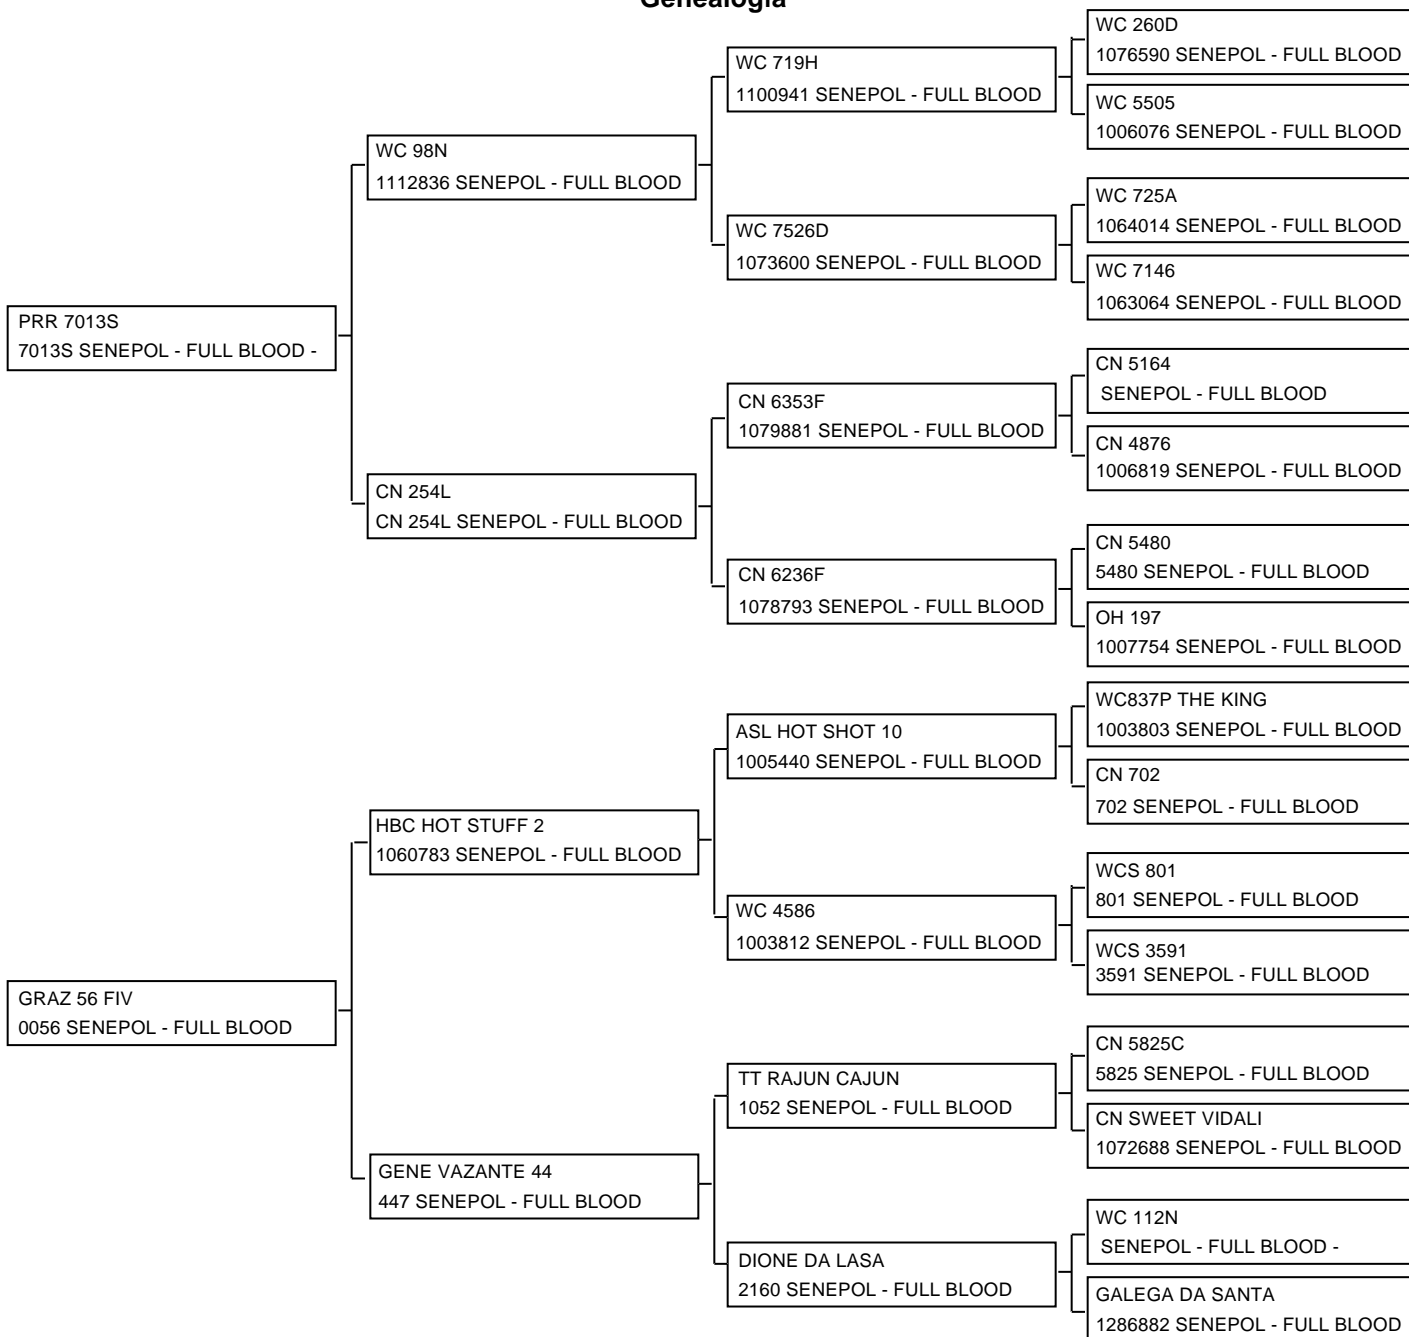 Genealogia
WC 260D
1076590 SENEPOL - FULL BLOOD
WC 719H
1100941 SENEPOL - FULL BLOOD
WC 5505
1006076 SENEPOL - FULL BLOOD
WC 98N
1112836 SENEPOL - FULL BLOOD
WC 725A
1064014 SENEPOL - FULL BLOOD
WC 7526D
1073600 SENEPOL - FULL BLOOD
WC 7146
1063064 SENEPOL - FULL BLOOD
PRR 7013S
7013S SENEPOL - FULL BLOOD -
CN 5164
SENEPOL - FULL BLOOD
CN 6353F
1079881 SENEPOL - FULL BLOOD
CN 4876
1006819 SENEPOL - FULL BLOOD
CN 254L
CN 254L SENEPOL - FULL BLOOD
CN 5480
5480 SENEPOL - FULL BLOOD
CN 6236F
1078793 SENEPOL - FULL BLOOD
OH 197
1007754 SENEPOL - FULL BLOOD
WC837P THE KING
1003803 SENEPOL - FULL BLOOD
ASL HOT SHOT 10
1005440 SENEPOL - FULL BLOOD
CN 702
702 SENEPOL - FULL BLOOD
HBC HOT STUFF 2
1060783 SENEPOL - FULL BLOOD
WCS 801
801 SENEPOL - FULL BLOOD
WC 4586
1003812 SENEPOL - FULL BLOOD
WCS 3591
3591 SENEPOL - FULL BLOOD
GRAZ 56 FIV
0056 SENEPOL - FULL BLOOD
CN 5825C
5825 SENEPOL - FULL BLOOD
TT RAJUN CAJUN
1052 SENEPOL - FULL BLOOD
CN SWEET VIDALI
1072688 SENEPOL - FULL BLOOD
GENE VAZANTE 44
447 SENEPOL - FULL BLOOD
WC 112N
SENEPOL - FULL BLOOD -
DIONE DA LASA
2160 SENEPOL - FULL BLOOD
GALEGA DA SANTA
1286882 SENEPOL - FULL BLOOD